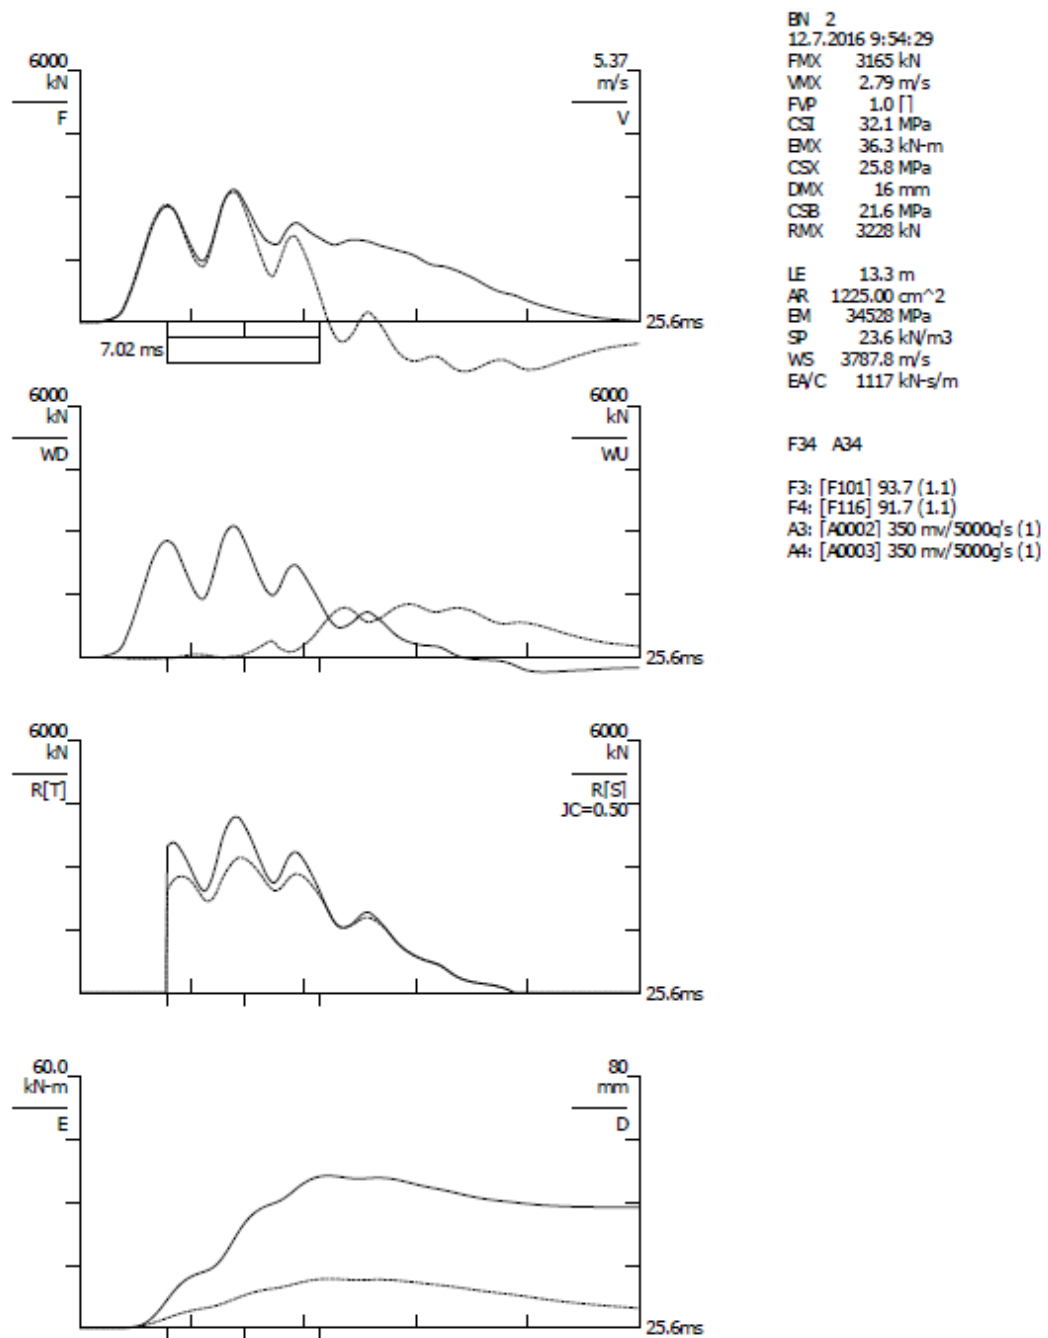 6000
kN
F
5.37
m/s
V
25.6ms
7.02 ms
6000
kN
WD
6000
kN
WU
25.6ms
6000
kN
R[T]
6000
kN
R[S]
JC=0.50
25.6ms
60.0
kN-m
E
80
mm
D
25.6ms
BN 2
12.7.2016 9:54:29
FMX 3165 kN
VMX 2.79 m/s
FVP 1.0 []
CSI 32.1 MPa
EMX 36.3 kN-m
CSX 25.8 MPa
DMX 16 mm
CSB 21.6 MPa
RMX 3228 kN
LE 13.3 m
AR 1225.00 cm^2
EM 34528 MPa
SP 23.6 kN/m3
WS 3787.8 m/s
EA/C 1117 kN-s/m
F34 A34
F3: [F101] 93.7 (1.1)
F4: [F116] 91.7 (1.1)
A3: [A0002] 350 mv/5000g's (1)
A4: [A0003] 350 mv/5000g's (1)